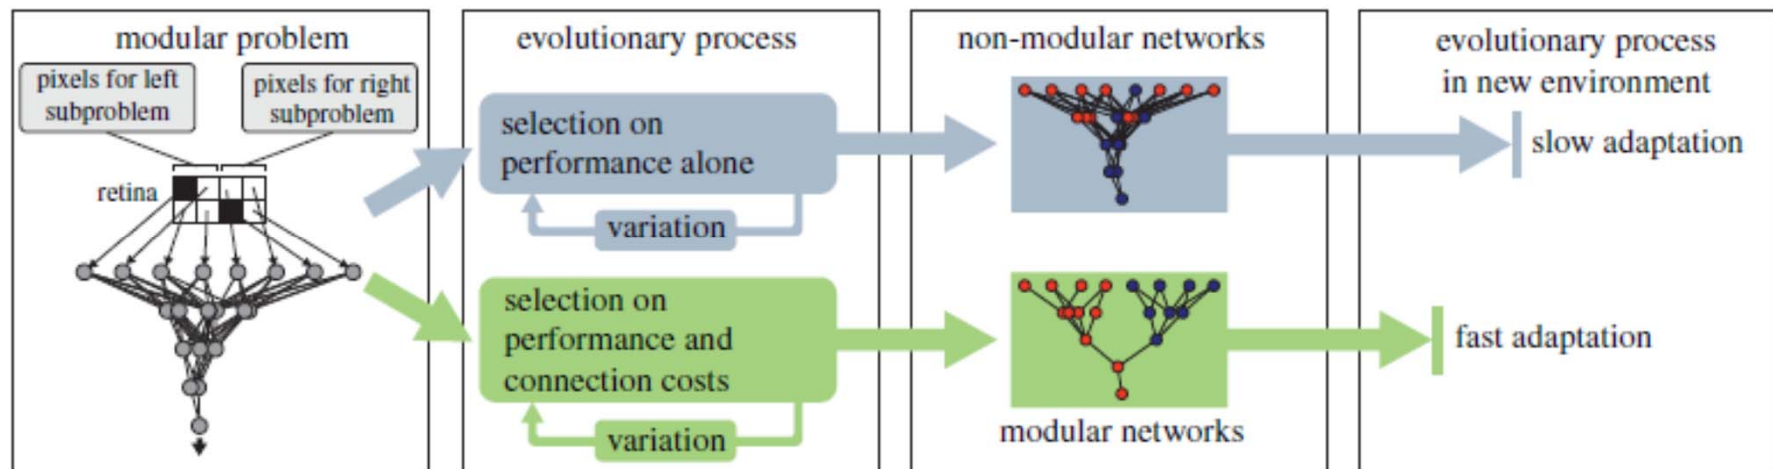 modular problem
pixels for left
subproblem
pixels for right
subproblem
retina
evolutionary process
selection on
performance alone
variation
selection on
performance and
connection costs
variation
non-modular networks
modular networks
evolutionary process
in new environment
slow adaptation
fast adaptation